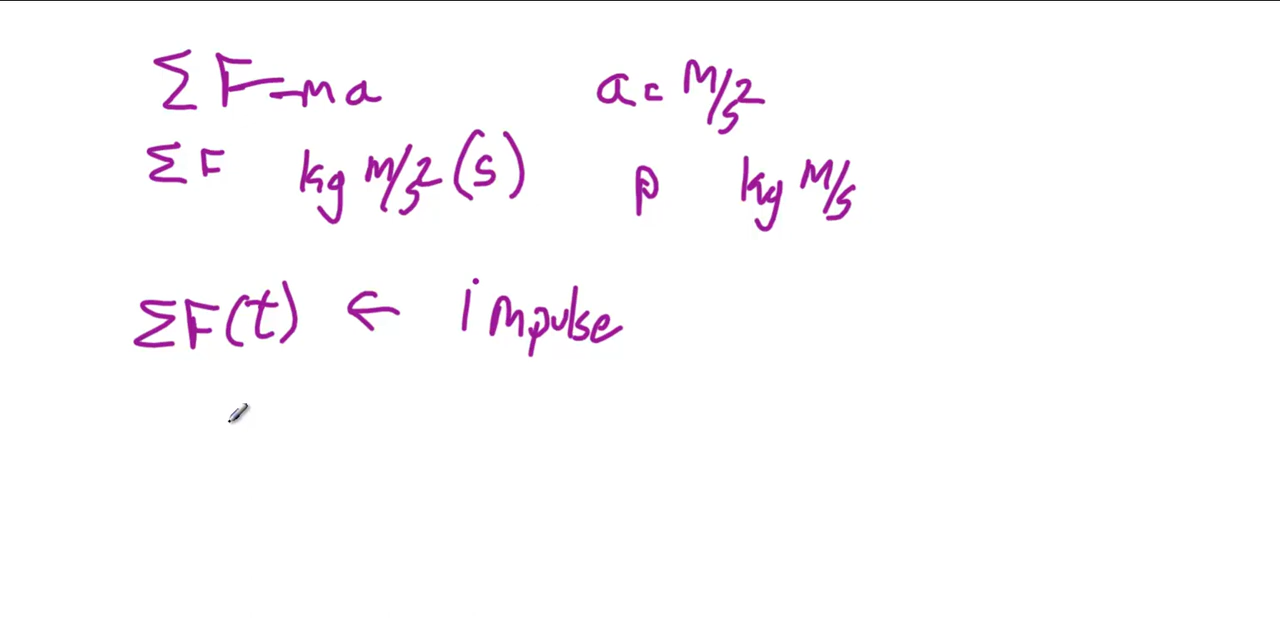 ΣF=ma a= m/s²
ΣF kg m/s² (s) p kg m/s
ΣF(t) ← impulse